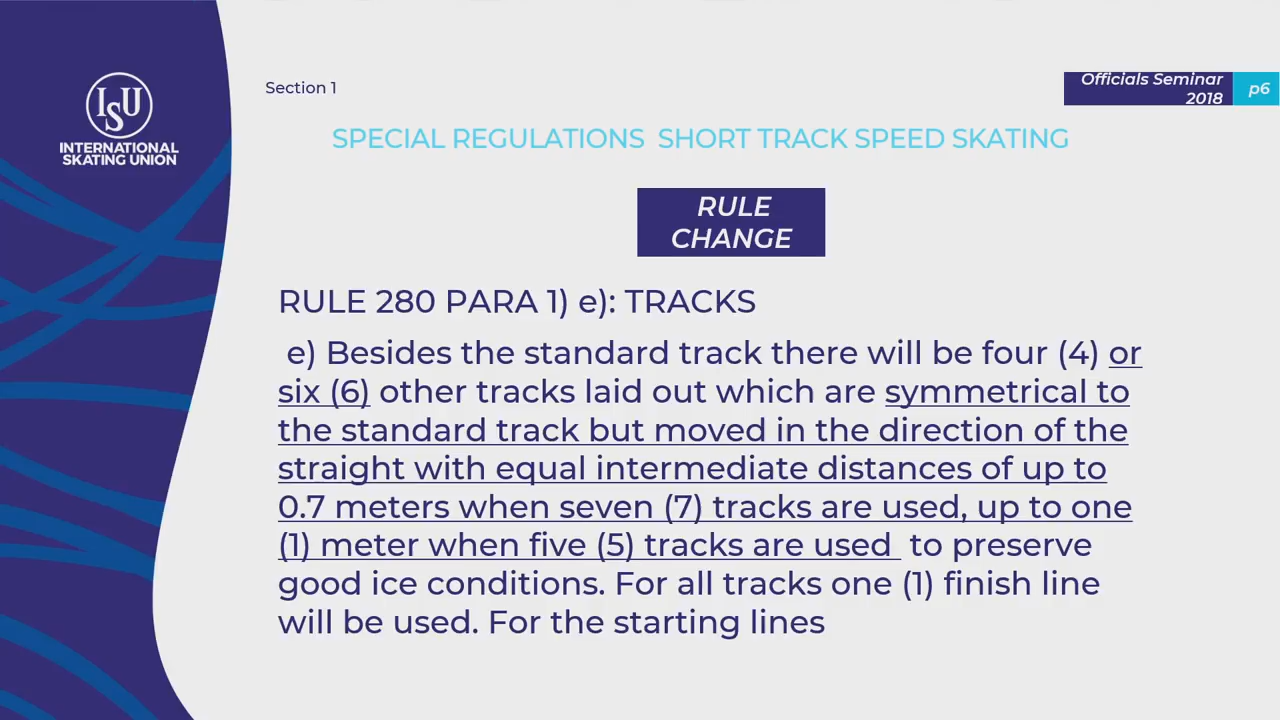 ISU
INTERNATIONAL
SKATING UNION
Section 1
Officials Seminar
2018
p6
SPECIAL REGULATIONS  SHORT TRACK SPEED SKATING
RULE
CHANGE
RULE 280 PARA 1) e): TRACKS
e) Besides the standard track there will be four (4) or
six (6) other tracks laid out which are symmetrical to
the standard track but moved in the direction of the
straight with equal intermediate distances of up to
0.7 meters when seven (7) tracks are used, up to one
(1) meter when five (5) tracks are used  to preserve
good ice conditions. For all tracks one (1) finish line
will be used. For the starting lines